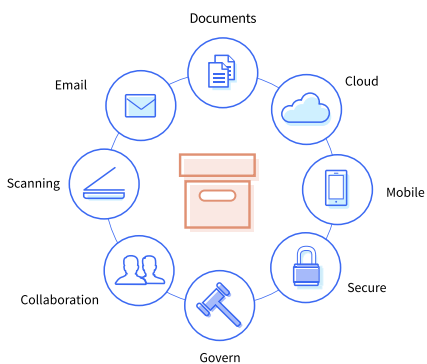 Documents
Cloud
Email
Scanning
Mobile
Secure
Collaboration
Govern